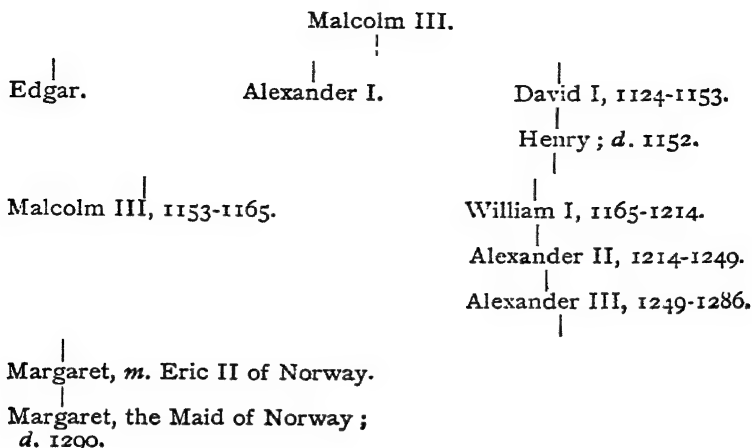 Malcolm III.
Edgar. Alexander I. David I, 1124-1153.
Henry; d. 1152.
Malcolm III, 1153-1165. William I, 1165-1214.
Alexander II, 1214-1249.
Alexander III, 1249-1286.
Margaret, m. Eric II of Norway.
Margaret, the Maid of Norway;
d. 1290.